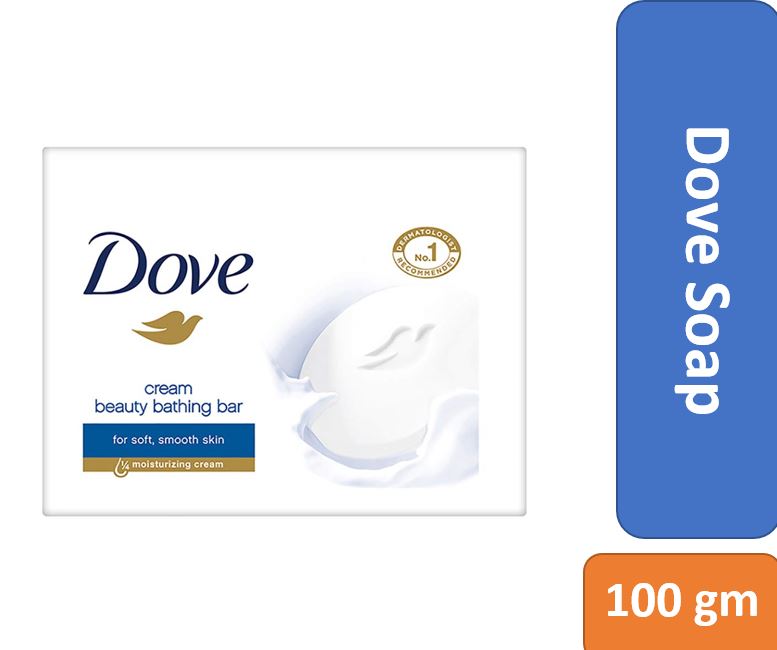 Dove
DERMATOLOGIST
No.1
RECOMMENDED
cream
beauty bathing bar
for soft, smooth skin
¼ moisturizing cream
Dove Soap
100 gm